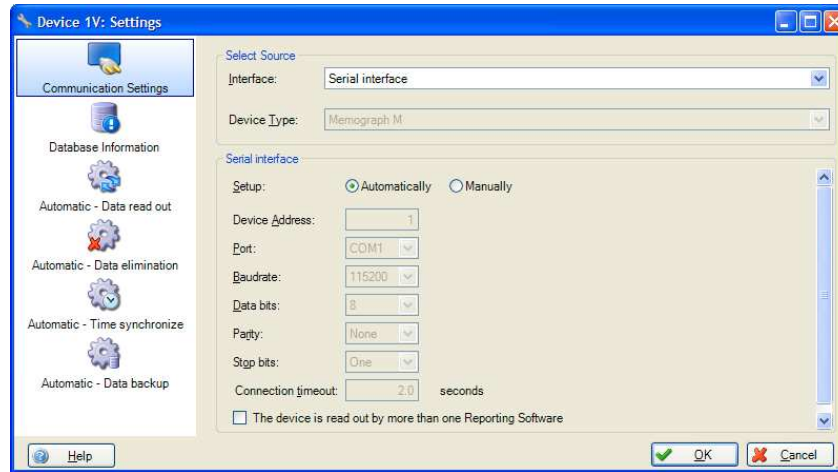 Device 1V: Settings
Communication Settings
Database Information
Automatic - Data read out
Automatic - Data elimination
Automatic - Time synchronize
Automatic - Data backup
Select Source
Interface: Serial interface
Device Type: Memograph M
Serial interface
Setup: Automatically Manually
Device Address: 1
Port: COM1
Baudrate: 115200
Data bits: 8
Parity: None
Stop bits: One
Connection timeout: 2.0 seconds
The device is read out by more than one Reporting Software
Help OK Cancel